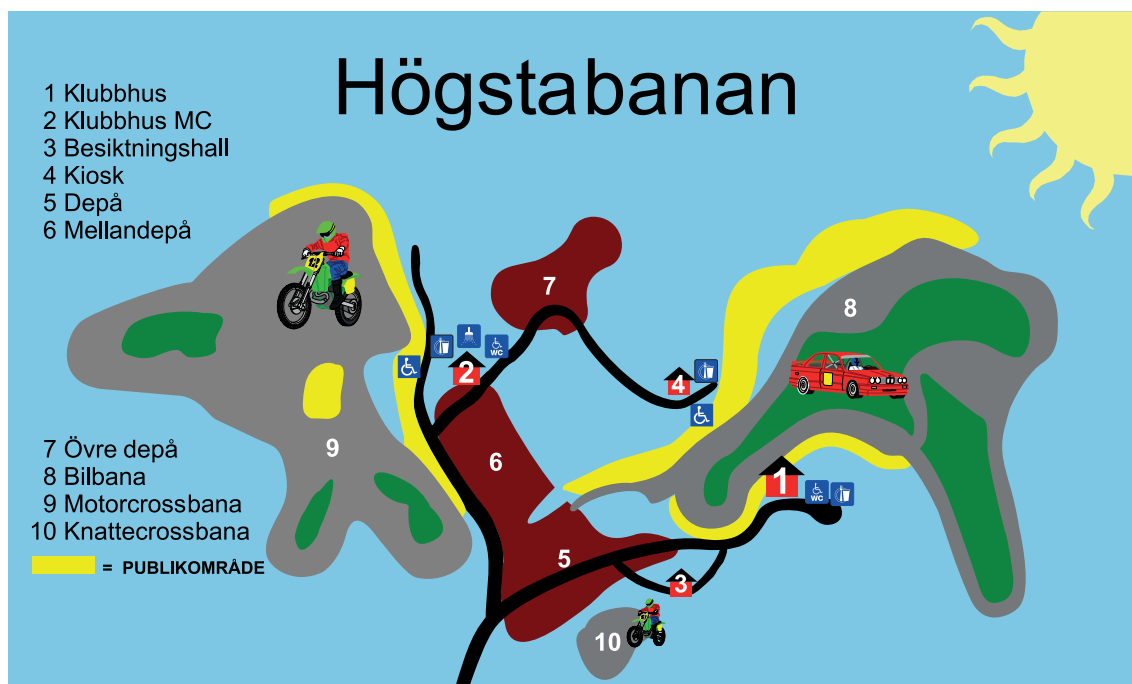 Högstabanan
1 Klubbhus
2 Klubbhus MC
3 Besiktningshall
4 Kiosk
5 Depå
6 Mellandepå
7 Övre depå
8 Bilbana
9 Motorcrossbana
10 Knattecrossbana
= PUBLIKOMRÅDE
7
8
WC
2
4
9
6
1
WC
5
3
10